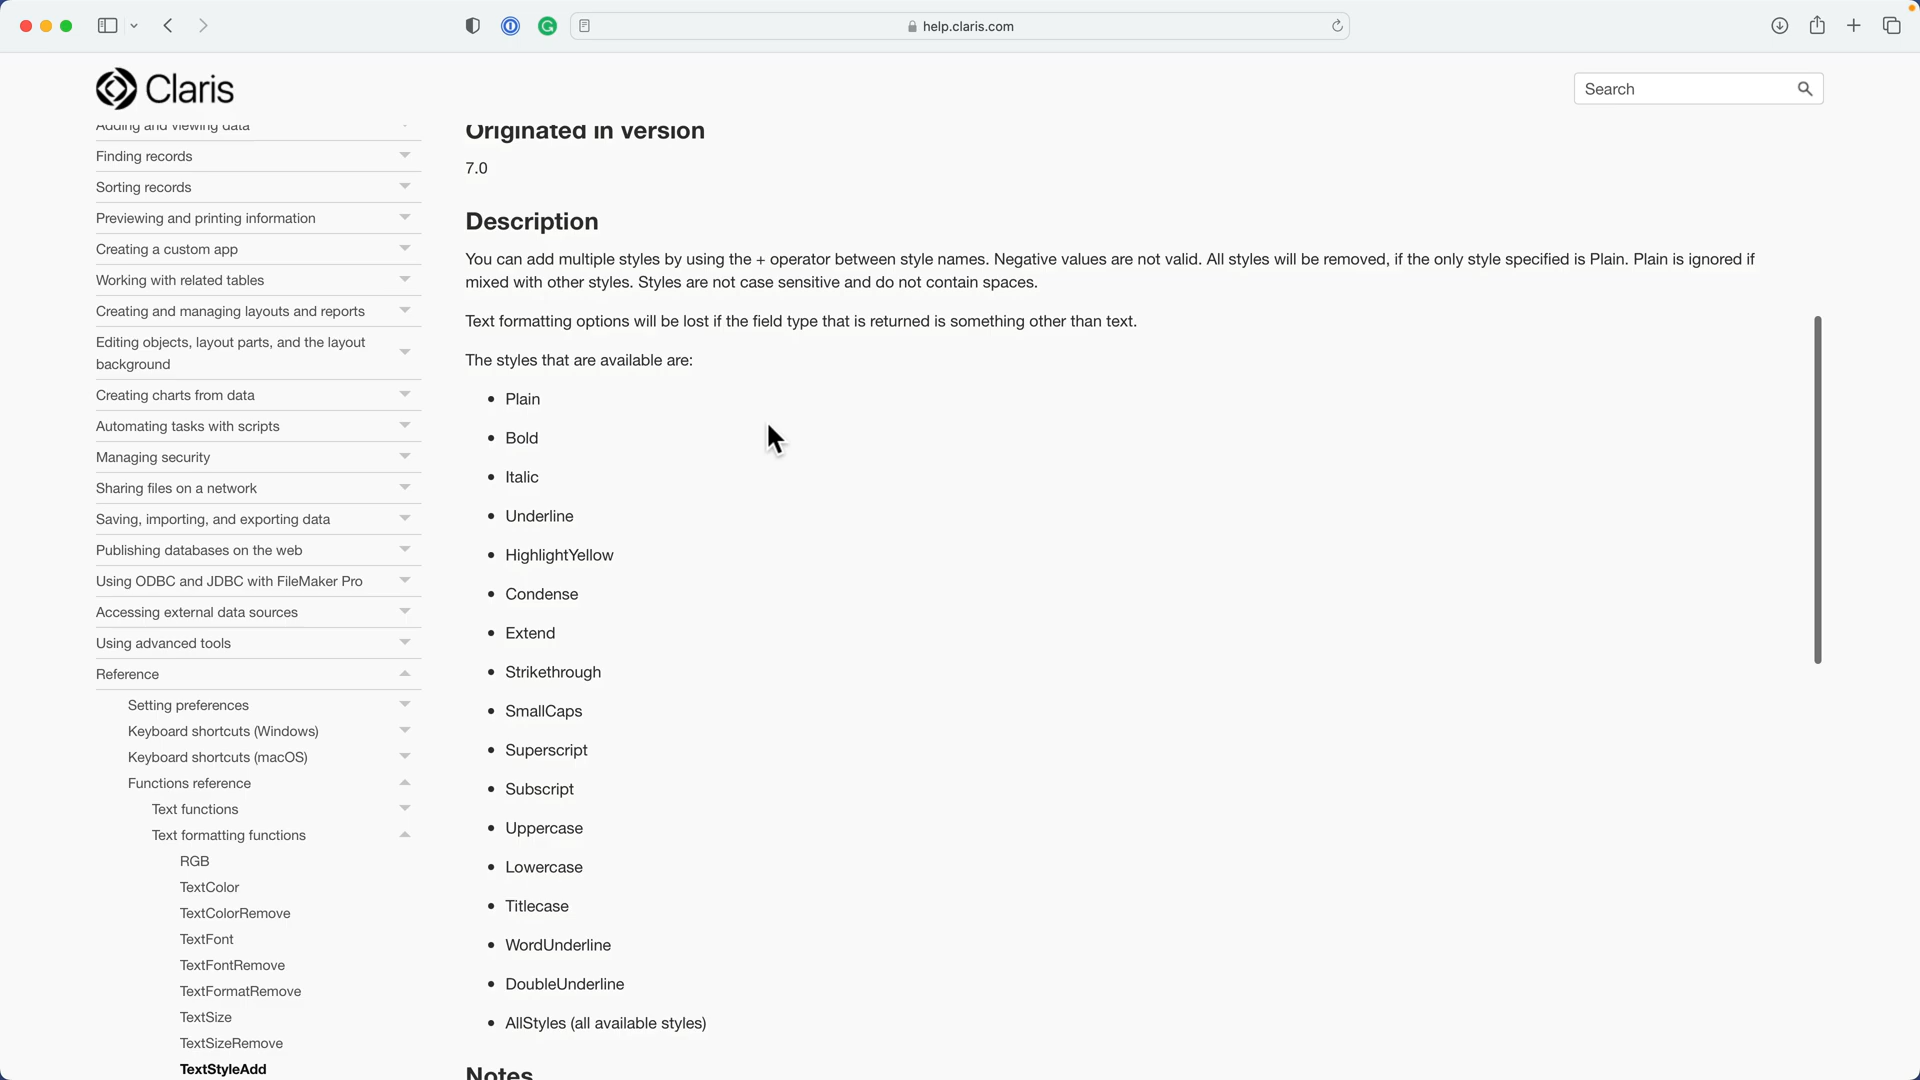 help.claris.com
Claris
Search
Adding and viewing data
Finding records
Sorting records
Previewing and printing information
Creating a custom app
Working with related tables
Creating and managing layouts and reports
Editing objects, layout parts, and the layout
background
Creating charts from data
Automating tasks with scripts
Managing security
Sharing files on a network
Saving, importing, and exporting data
Publishing databases on the web
Using ODBC and JDBC with FileMaker Pro
Accessing external data sources
Using advanced tools
Reference
Setting preferences
Keyboard shortcuts (Windows)
Keyboard shortcuts (macOS)
Functions reference
Text functions
Text formatting functions
RGB
TextColor
TextColorRemove
TextFont
TextFontRemove
TextFormatRemove
TextSize
TextSizeRemove
TextStyleAdd
Originated in version
7.0
Description
You can add multiple styles by using the + operator between style names. Negative values are not valid. All styles will be removed, if the only style specified is Plain. Plain is ignored if
mixed with other styles. Styles are not case sensitive and do not contain spaces.
Text formatting options will be lost if the field type that is returned is something other than text.
The styles that are available are:
• Plain
• Bold
• Italic
• Underline
• HighlightYellow
• Condense
• Extend
• Strikethrough
• SmallCaps
• Superscript
• Subscript
• Uppercase
• Lowercase
• Titlecase
• WordUnderline
• DoubleUnderline
• AllStyles (all available styles)
Notes